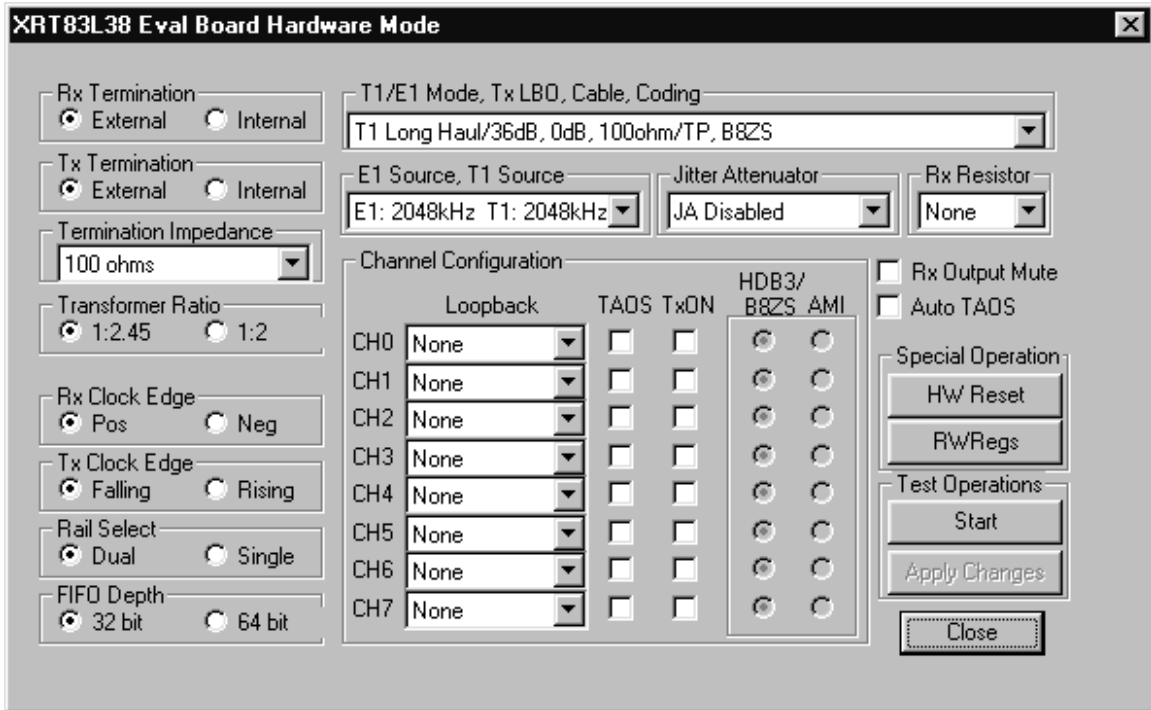 XRT83L38 Eval Board Hardware Mode
Rx Termination
External Internal
Tx Termination
External Internal
Termination Impedance
100 ohms
Transformer Ratio
1:2.45 1:2
Rx Clock Edge
Pos Neg
Tx Clock Edge
Falling Rising
Rail Select
Dual Single
FIFO Depth
32 bit 64 bit
T1/E1 Mode, Tx LBO, Cable, Coding
T1 Long Haul/36dB, 0dB, 100ohm/TP, B8ZS
E1 Source, T1 Source
E1: 2048kHz T1: 2048kHz
Jitter Attenuator
JA Disabled
Rx Resistor
None
Channel Configuration
Loopback TAOS TxON HDB3/
B8ZS AMI
CH0 None
CH1 None
CH2 None
CH3 None
CH4 None
CH5 None
CH6 None
CH7 None
Rx Output Mute
Auto TAOS
Special Operation
HW Reset
RWRegs
Test Operations
Start
Apply Changes
Close